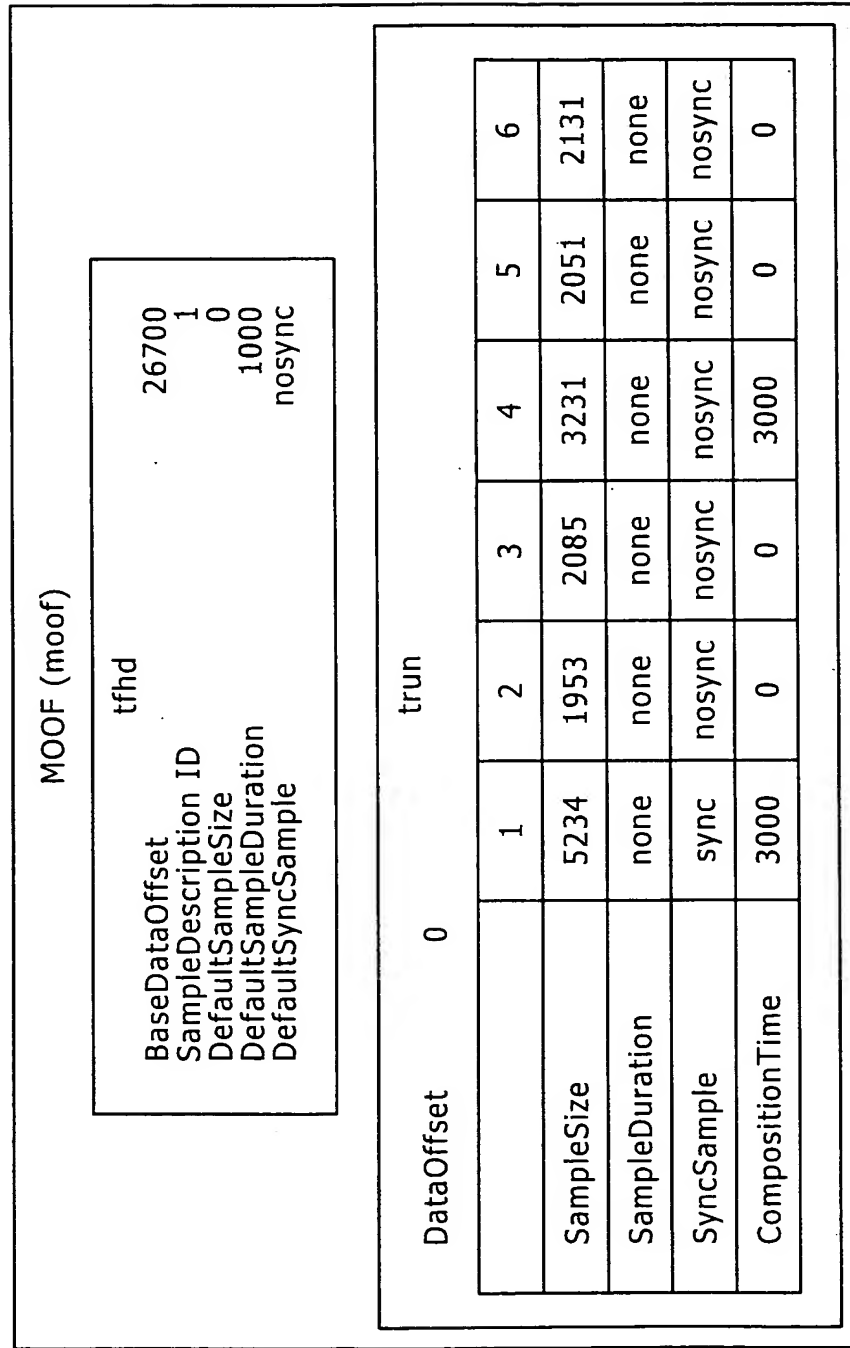 MOOF (moof)
tfhd
BaseDataOffset 26700
SampleDescription ID 1
DefaultSampleSize 0
DefaultSampleDuration 1000
DefaultSyncSample nosync
trun
DataOffset 0
1 2 3 4 5 6
SampleSize 5234 1953 2085 3231 2051 2131
SampleDuration none none none none none none
SyncSample sync nosync nosync nosync nosync nosync
CompositionTime 3000 0 0 3000 0 0